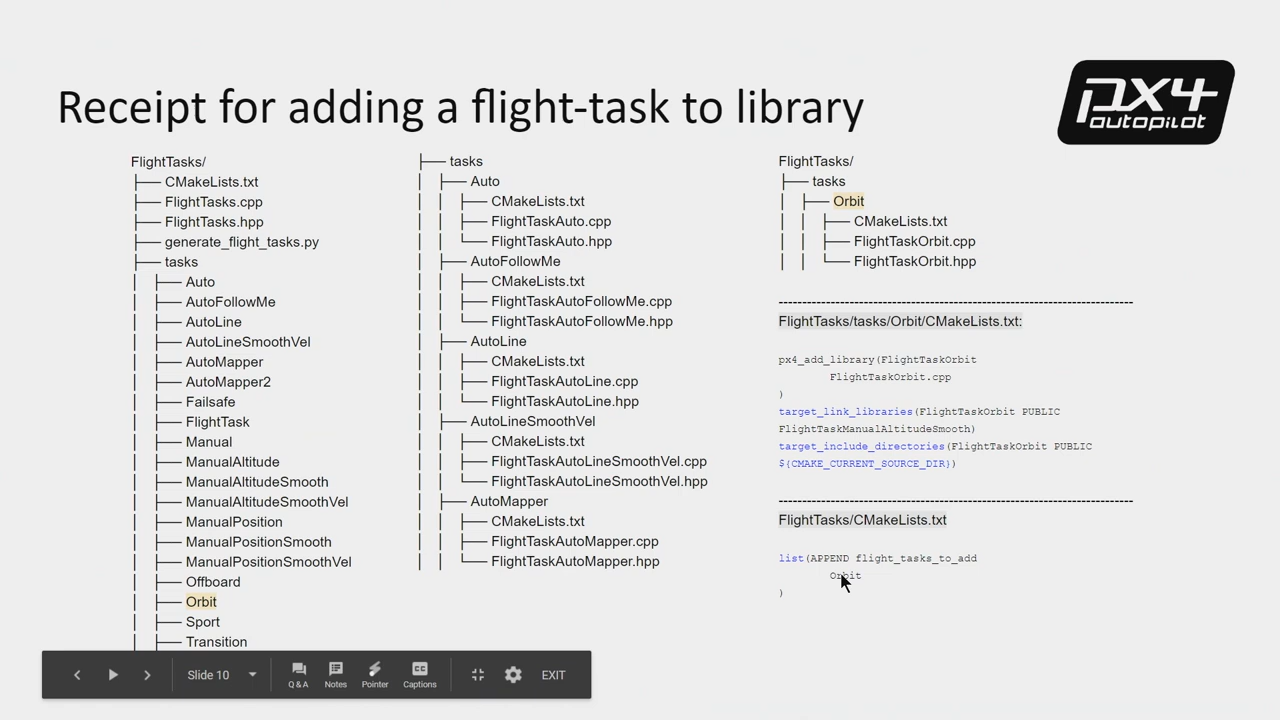 Receipt for adding a flight-task to library
px4
autopilot
FlightTasks/
├── CMakeLists.txt
├── FlightTasks.cpp
├── FlightTasks.hpp
├── generate_flight_tasks.py
├── tasks
│ ├── Auto
│ ├── AutoFollowMe
│ ├── AutoLine
│ ├── AutoLineSmoothVel
│ ├── AutoMapper
│ ├── AutoMapper2
│ ├── Failsafe
│ ├── FlightTask
│ ├── Manual
│ ├── ManualAltitude
│ ├── ManualAltitudeSmooth
│ ├── ManualAltitudeSmoothVel
│ ├── ManualPosition
│ ├── ManualPositionSmooth
│ ├── ManualPositionSmoothVel
│ ├── Offboard
│ ├── Orbit
│ ├── Sport
│ ├── Transition
├── tasks
│ ├── Auto
│ │ ├── CMakeLists.txt
│ │ ├── FlightTaskAuto.cpp
│ │ └── FlightTaskAuto.hpp
│ ├── AutoFollowMe
│ │ ├── CMakeLists.txt
│ │ ├── FlightTaskAutoFollowMe.cpp
│ │ └── FlightTaskAutoFollowMe.hpp
│ ├── AutoLine
│ │ ├── CMakeLists.txt
│ │ ├── FlightTaskAutoLine.cpp
│ │ └── FlightTaskAutoLine.hpp
│ ├── AutoLineSmoothVel
│ │ ├── CMakeLists.txt
│ │ ├── FlightTaskAutoLineSmoothVel.cpp
│ │ └── FlightTaskAutoLineSmoothVel.hpp
│ ├── AutoMapper
│ │ ├── CMakeLists.txt
│ │ ├── FlightTaskAutoMapper.cpp
│ │ └── FlightTaskAutoMapper.hpp
FlightTasks/
├── tasks
│ ├── Orbit
│ │ ├── CMakeLists.txt
│ │ ├── FlightTaskOrbit.cpp
│ │ └── FlightTaskOrbit.hpp
---------------------------------------------------------------------------
FlightTasks/tasks/Orbit/CMakeLists.txt:
px4_add_library(FlightTaskOrbit
FlightTaskOrbit.cpp
)
target_link_libraries(FlightTaskOrbit PUBLIC
FlightTaskManualAltitudeSmooth)
target_include_directories(FlightTaskOrbit PUBLIC
${CMAKE_CURRENT_SOURCE_DIR})
---------------------------------------------------------------------------
FlightTasks/CMakeLists.txt
list(APPEND flight_tasks_to_add
Orbit
)
Slide 10
Q & A
Notes
Pointer
CC
Captions
EXIT